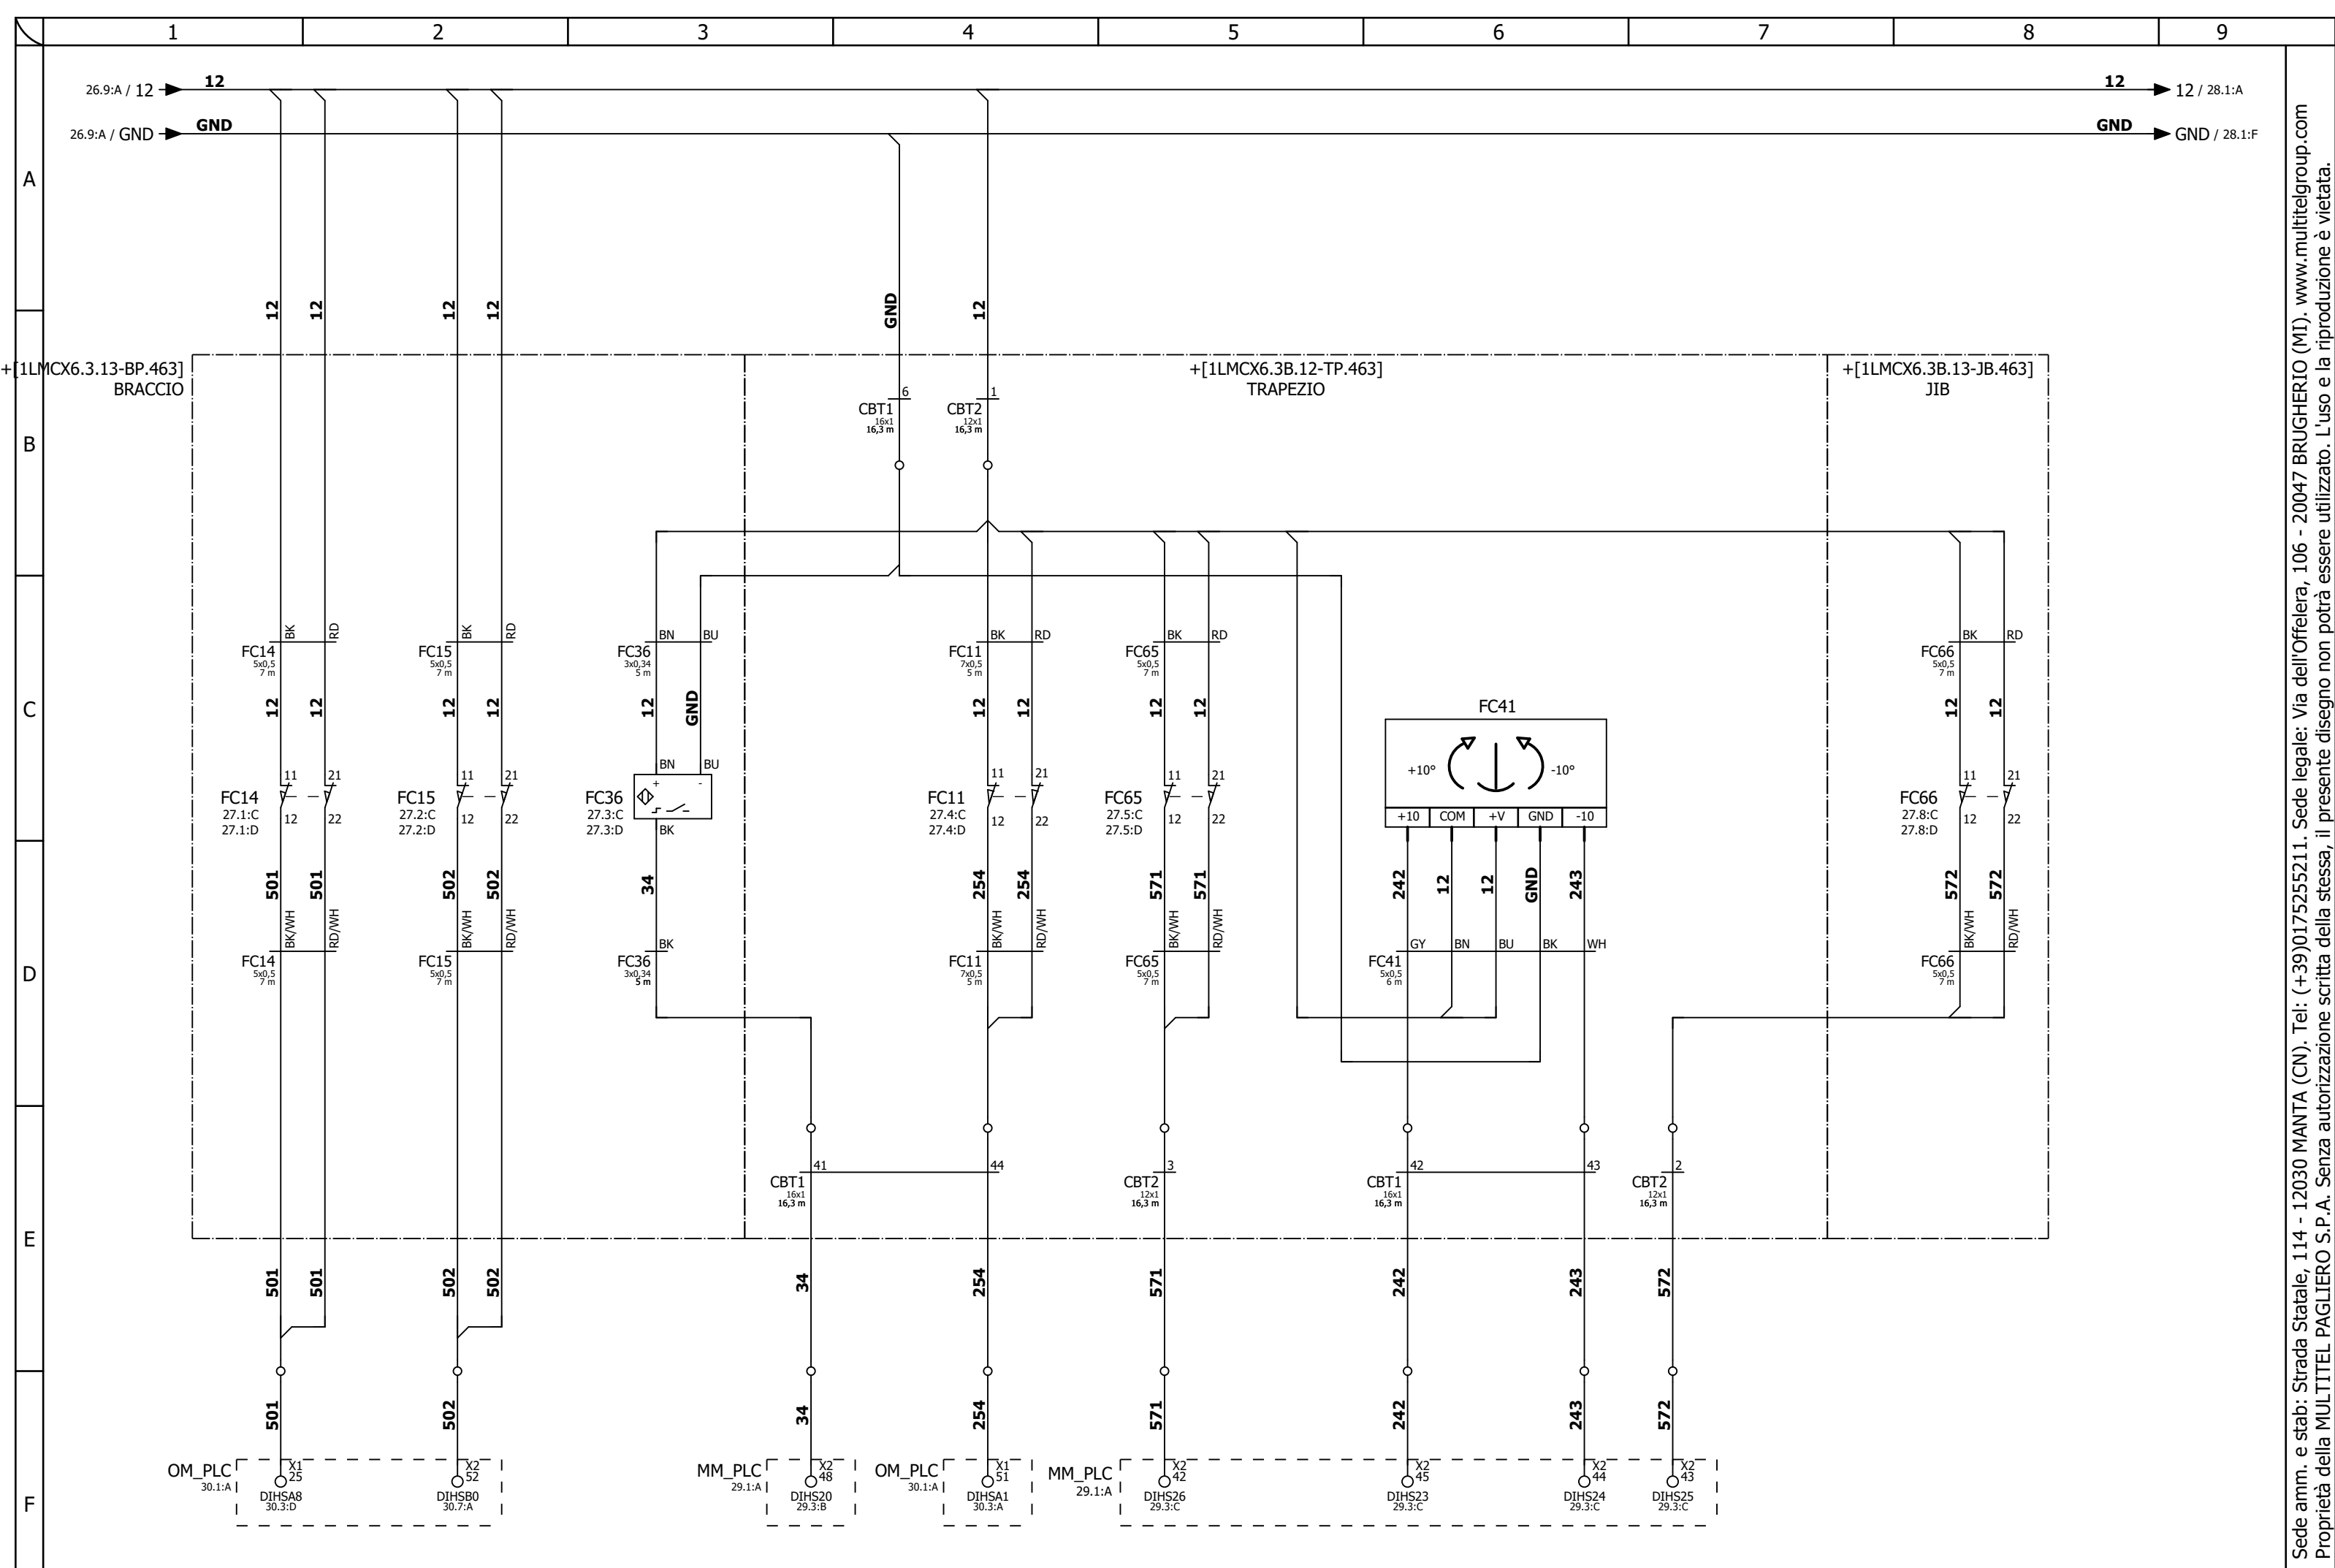 1 2 3 4 5 6 7 8 9
26.9:A / 12 12 12 12 / 28.1:A
26.9:A / GND GND GND GND / 28.1:F
A
12 12 12 12 GND 12
+[1LMCX6.3.13-BP.463]
BRACCIO
+[1LMCX6.3B.12-TP.463]
TRAPEZIO
+[1LMCX6.3B.13-JB.463]
JIB
6 1
CBT1
16x1
16,3 m
CBT2
12x1
16,3 m
B
BK RD BK RD BN BU BK RD BK RD BK RD
FC14
5x0,5
7 m
FC15
5x0,5
7 m
FC36
3x0,34
5 m
FC11
7x0,5
5 m
FC65
5x0,5
7 m
FC66
5x0,5
7 m
C
12 12 12 12 12 GND 12 12 12 12 12 12
FC41
+10° -10°
+10 COM +V GND -10
11 21
FC14
27.1:C
27.1:D
12 22
11 21
FC15
27.2:C
27.2:D
12 22
BN BU
+ -
FC36
27.3:C
27.3:D
BK
11 21
FC11
27.4:C
27.4:D
12 22
11 21
FC65
27.5:C
27.5:D
12 22
11 21
FC66
27.8:C
27.8:D
12 22
501 501 502 502 34 254 254 571 571 242 12 12 GND 243 572 572
BK/WH RD/WH BK/WH RD/WH BK BK/WH RD/WH BK/WH RD/WH GY BN BU BK WH BK/WH RD/WH
D
FC14
5x0,5
7 m
FC15
5x0,5
7 m
FC36
3x0,34
5 m
FC11
7x0,5
5 m
FC65
5x0,5
7 m
FC41
5x0,5
6 m
FC66
5x0,5
7 m
41 44 3 42 43 2
CBT1
16x1
16,3 m
CBT2
12x1
16,3 m
CBT1
16x1
16,3 m
CBT2
12x1
16,3 m
E
501 501 502 502 34 254 571 242 243 572
501 502 34 254 571 242 243 572
F
OM_PLC
30.1:A
X1
25
DIHSA8
30.3:D
X2
52
DIHSB0
30.7:A
MM_PLC
29.1:A
X2
48
DIHS20
29.3:B
OM_PLC
30.1:A
X1
51
DIHSA1
30.3:A
MM_PLC
29.1:A
X2
42
DIHS26
29.3:C
X2
45
DIHS23
29.3:C
X2
44
DIHS24
29.3:C
X2
43
DIHS25
29.3:C
Sede amm. e stab: Strada Statale, 114 - 12030 MANTA (CN). Tel: (+39)0175255211. Sede legale: Via dell'Offelera, 106 - 20047 BRUGHERIO (MI). www.multitelgroup.com
Proprietà della MULTITEL PAGLIERO S.P.A. Senza autorizzazione scritta della stessa, il presente disegno non potrà essere utilizzato. L'uso e la riproduzione è vietata.